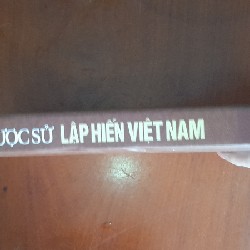 ƯỢC SỬ LẬP HIẾN VIỆT NAM